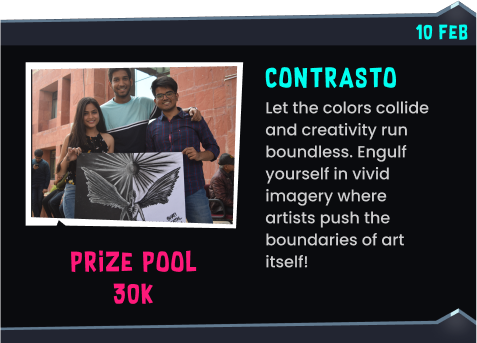 10 FEB
CONTRASTO
Let the colors collide
and creativity run
boundless. Engulf
yourself in vivid
imagery where
artists push the
boundaries of art
itself!
PRiZE POOL
30K